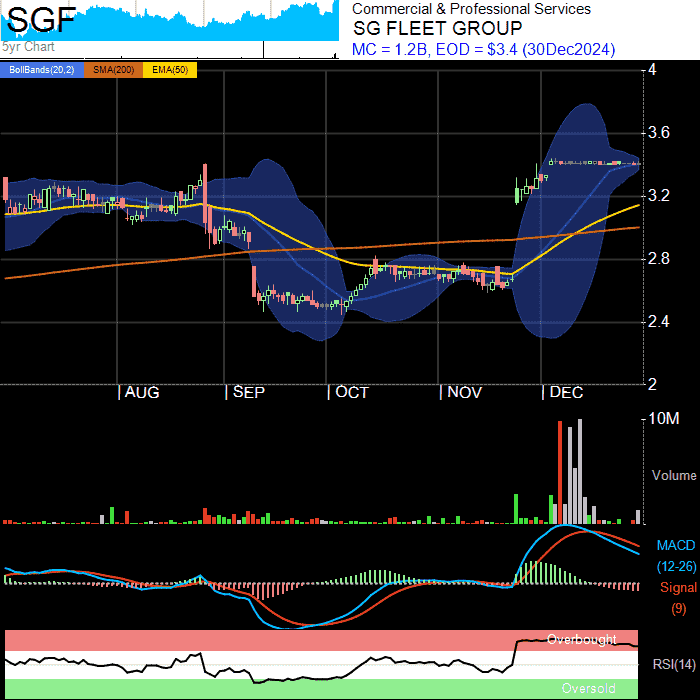 SGF
5yr Chart
Commercial & Professional Services
SG FLEET GROUP
MC = 1.2B, EOD = $3.4 (30Dec2024)
BollBands(20,2) SMA(200) EMA(50)
4
3.6
3.2
2.8
2.4
2
| AUG | SEP | OCT | NOV | DEC
10M
Volume
MACD
(12-26)
Signal
(9)
Overbought
RSI(14)
Oversold